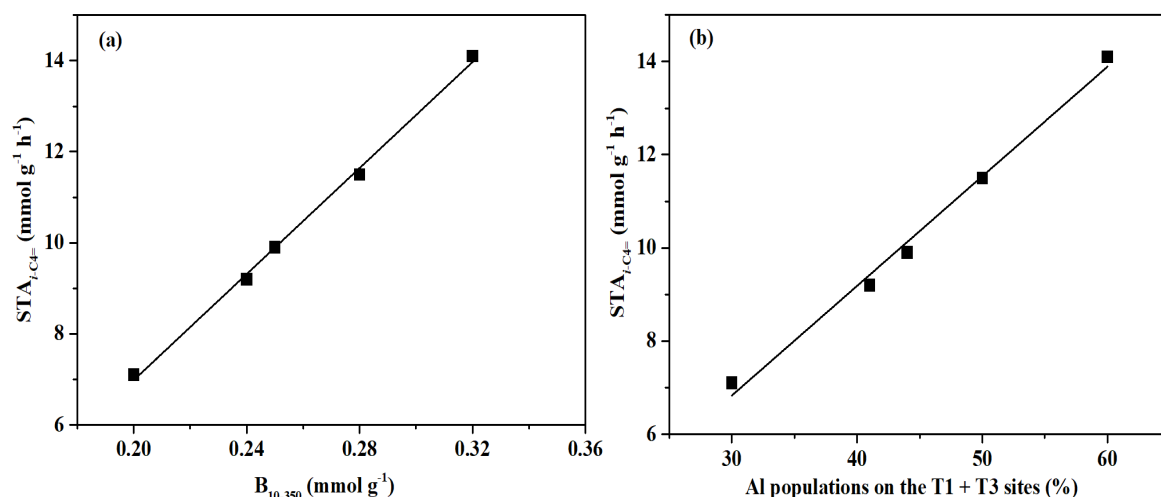 (a)
STA i-C4= (mmol g-1 h-1)
14
12
10
8
6
0.20 0.24 0.28 0.32 0.36
B10,350 (mmol g-1)
(b)
STA i-C4= (mmol g-1 h-1)
14
12
10
8
6
30 40 50 60
Al populations on the T1 + T3 sites (%)